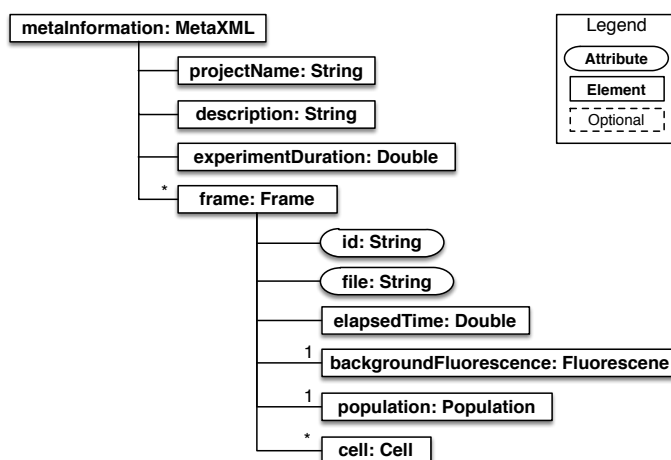 metaInformation: MetaXML
Legend
Attribute
Element
Optional
projectName: String
description: String
experimentDuration: Double
* frame: Frame
id: String
file: String
elapsedTime: Double
1 backgroundFluorescence: Fluorescene
1 population: Population
* cell: Cell